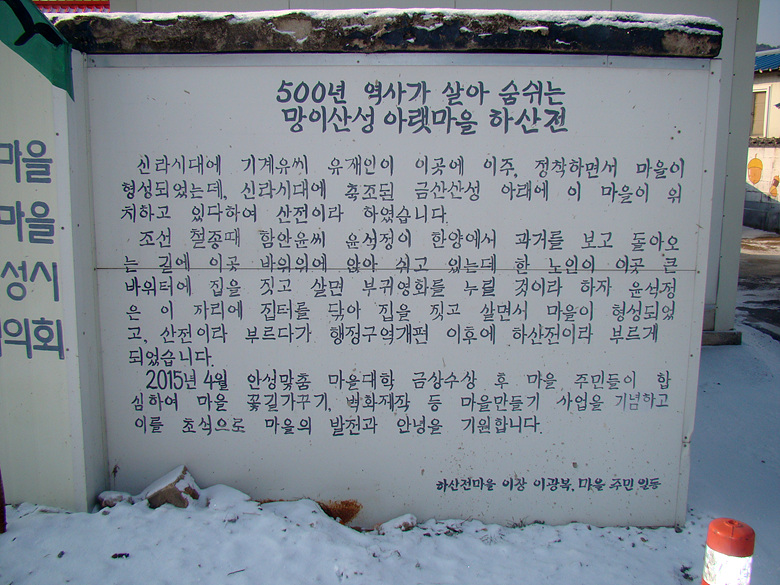 500년 역사가 살아 숨쉬는
망이산성 아랫마을 하산전
신라시대에 기계유씨 유재인이 이곳에 이주, 정착하면서 마을이
형성되었는데, 신라시대에 축조된 금산산성 아래에 이 마을이 위
치하고 있다하여 산전이라 하였습니다.
조선 철종때 함안윤씨 윤석정이 한양에서 과거를 보고 돌아오
는 길에 이곳 바위위에 앉아 쉬고 있는데 한 노인이 이곳 큰
바위터에 집을 짓고 살면 부귀영화를 누릴 것이라 하자 윤석정
은 이 자리에 집터를 닦아 집을 짓고 살면서 마을이 형성되었
고, 산전이라 부르다가 행정구역개편 이후에 하산전이라 부르게
되었습니다.
2015년 4월 안성맞춤 마을대학 금상수상 후 마을 주민들이 합
심하여 마을 꽃길가꾸기, 벽화제작 등 마을만들기 사업을 기념하고
이를 초석으로 마을의 발전과 안녕을 기원합니다.
하산전마을 이장 이광복, 마을 주민 일동
마을
마을
성시
의회